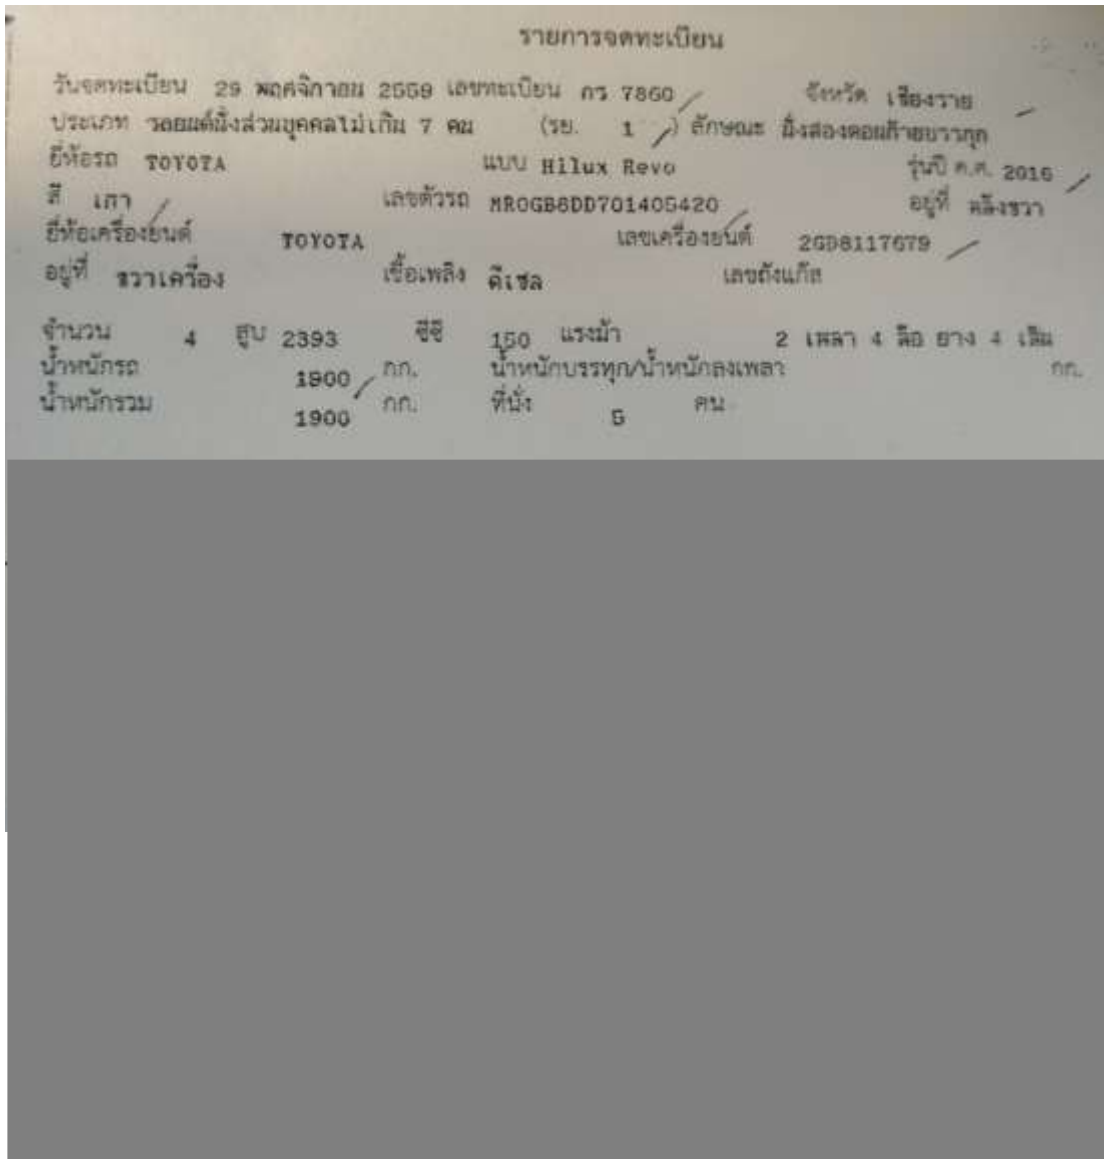 รายการจดทะเบียน
วันจดทะเบียน 29 พฤศจิกายน 2559 เลขทะเบียน กว 7860 จังหวัด เชียงราย
ประเภท รถยนต์นั่งส่วนบุคคลไม่เกิน 7 คน (รย. 1 ) ลักษณะ นั่งสองตอนท้ายบรรทุก
ยี่ห้อรถ TOYOTA แบบ Hilux Revo รุ่นปี ค.ศ. 2016
สี เทา เลขตัวรถ MR0GB8DD701405420 อยู่ที่ คลิ้งขวา
ยี่ห้อเครื่องยนต์ TOYOTA เลขเครื่องยนต์ 2GD8117679
อยู่ที่ ขวาเครื่อง เชื้อเพลิง ดีเซล เลขถังแก๊ส
จำนวน 4 สูบ 2393 ซีซี 150 แรงม้า 2 เพลา 4 ล้อ ยาง 4 เส้น
น้ำหนักรถ 1900 กก. น้ำหนักบรรทุก/น้ำหนักลงเพลา กก.
น้ำหนักรวม 1900 กก. ที่นั่ง 5 คน